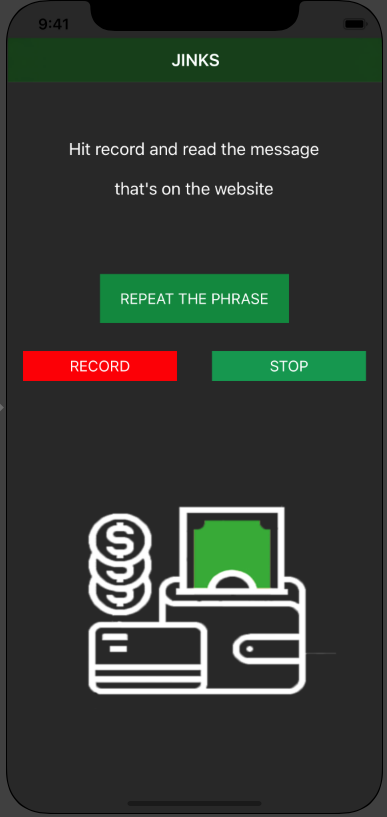 9:41
JINKS
Hit record and read the message
that's on the website
REPEAT THE PHRASE
RECORD
STOP
$